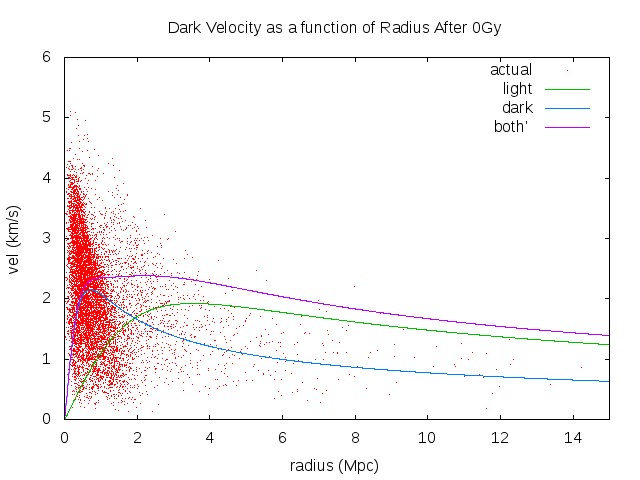 Dark Velocity as a function of Radius After 0Gy
actual
light
dark
both'
6
5
4
3
2
1
0
vel (km/s)
0 2 4 6 8 10 12 14
radius (Mpc)